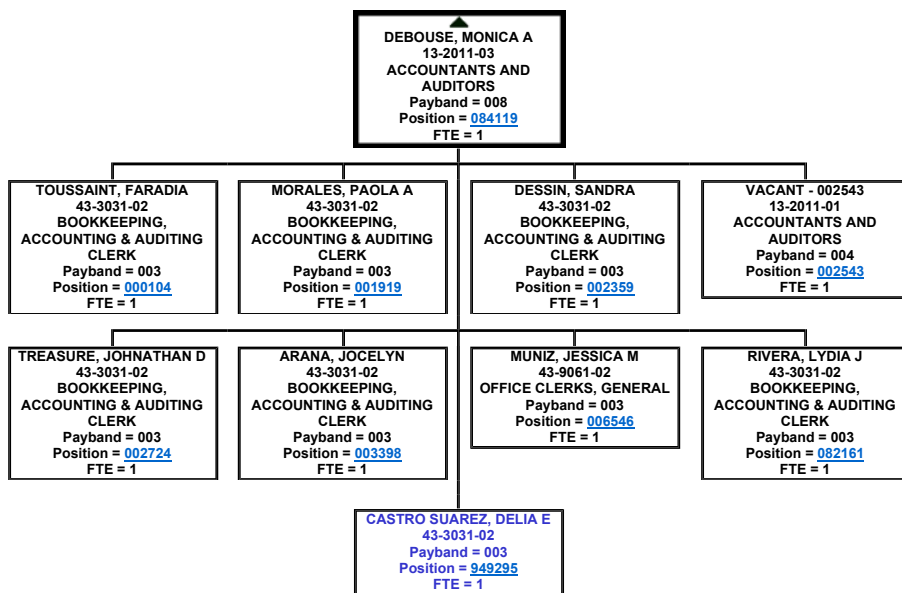 DEBOUSE, MONICA A
13-2011-03
ACCOUNTANTS AND
AUDITORS
Payband = 008
Position = 084119
FTE = 1
TOUSSAINT, FARADIA
43-3031-02
BOOKKEEPING,
ACCOUNTING & AUDITING
CLERK
Payband = 003
Position = 000104
FTE = 1
MORALES, PAOLA A
43-3031-02
BOOKKEEPING,
ACCOUNTING & AUDITING
CLERK
Payband = 003
Position = 001919
FTE = 1
DESSIN, SANDRA
43-3031-02
BOOKKEEPING,
ACCOUNTING & AUDITING
CLERK
Payband = 003
Position = 002359
FTE = 1
VACANT - 002543
13-2011-01
ACCOUNTANTS AND
AUDITORS
Payband = 004
Position = 002543
FTE = 1
TREASURE, JOHNATHAN D
43-3031-02
BOOKKEEPING,
ACCOUNTING & AUDITING
CLERK
Payband = 003
Position = 002724
FTE = 1
ARANA, JOCELYN
43-3031-02
BOOKKEEPING,
ACCOUNTING & AUDITING
CLERK
Payband = 003
Position = 003398
FTE = 1
MUNIZ, JESSICA M
43-9061-02
OFFICE CLERKS, GENERAL
Payband = 003
Position = 006546
FTE = 1
RIVERA, LYDIA J
43-3031-02
BOOKKEEPING,
ACCOUNTING & AUDITING
CLERK
Payband = 003
Position = 082161
FTE = 1
CASTRO SUAREZ, DELIA E
43-3031-02
Payband = 003
Position = 949295
FTE = 1